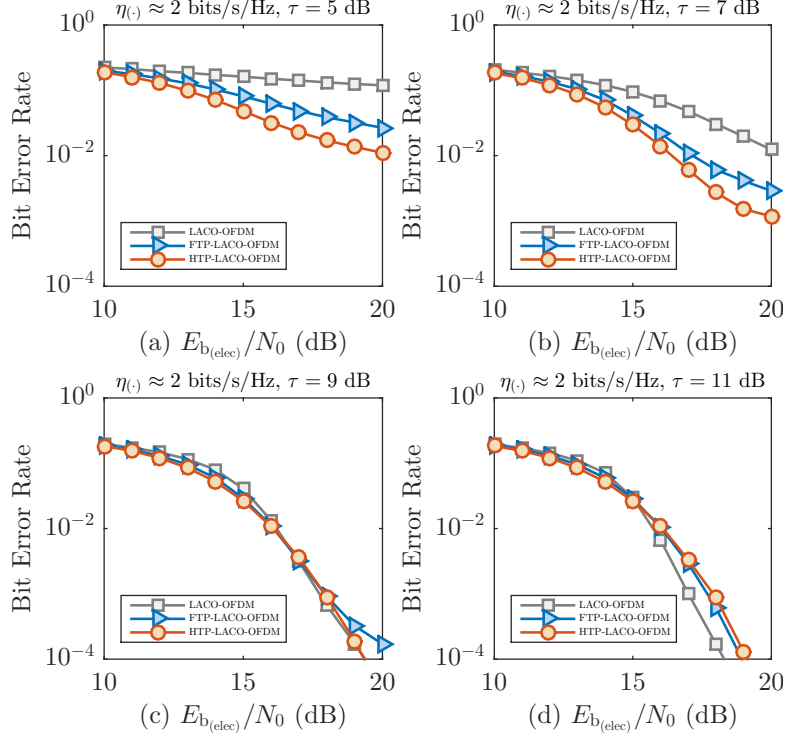 η(·) ≈ 2 bits/s/Hz, τ = 5 dB
Bit Error Rate
10^0
10^−2
10^−4
LACO-OFDM
FTP-LACO-OFDM
HTP-LACO-OFDM
10 15 20
(a) E_b(elec)/N_0 (dB)
η(·) ≈ 2 bits/s/Hz, τ = 7 dB
Bit Error Rate
10^0
10^−2
10^−4
LACO-OFDM
FTP-LACO-OFDM
HTP-LACO-OFDM
10 15 20
(b) E_b(elec)/N_0 (dB)
η(·) ≈ 2 bits/s/Hz, τ = 9 dB
Bit Error Rate
10^0
10^−2
10^−4
LACO-OFDM
FTP-LACO-OFDM
HTP-LACO-OFDM
10 15 20
(c) E_b(elec)/N_0 (dB)
η(·) ≈ 2 bits/s/Hz, τ = 11 dB
Bit Error Rate
10^0
10^−2
10^−4
LACO-OFDM
FTP-LACO-OFDM
HTP-LACO-OFDM
10 15 20
(d) E_b(elec)/N_0 (dB)